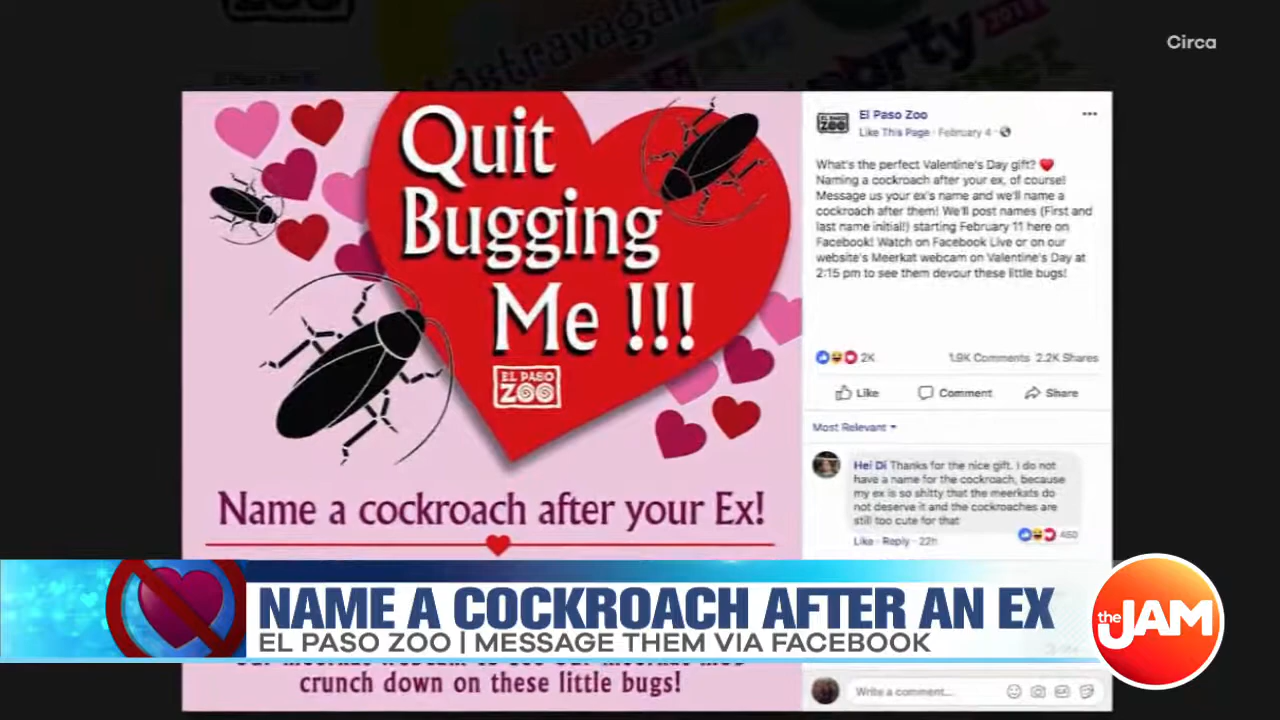 Circa
Quit
Bugging
Me !!!
EL PASO
ZOO
Name a cockroach after your Ex!
crunch down on these little bugs!
EL PASO
ZOO
El Paso Zoo
Like This Page · February 4 ·
What's the perfect Valentine's Day gift? ❤
Naming a cockroach after your ex, of course!
Message us your ex's name and we'll name a
cockroach after them! We'll post names (First and
last name initial!) starting February 11 here on
Facebook! Watch on Facebook Live or on our
website's Meerkat webcam on Valentine's Day at
2:15 pm to see them devour these little bugs!
2K 1.9K Comments 2.2K Shares
Like Comment Share
Most Relevant
Hei Di Thanks for the nice gift. I do not
have a name for the cockroach, because
my ex is so shitty that the meerkats do
not deserve it and the cockroaches are
still too cute for that
450
Like · Reply · 22h
Write a comment...
NAME A COCKROACH AFTER AN EX
EL PASO ZOO | MESSAGE THEM VIA FACEBOOK
the JAM